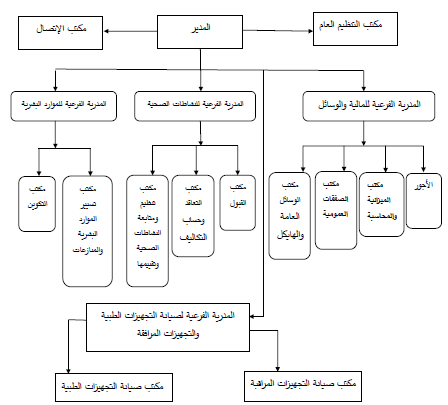 مكتب التنظيم العام
المدير
مكتب الإتصال
المديرية الفرعية للمالية والوسائل
المديرية الفرعية للنشاطات الصحية
المديرية الفرعية للموارد البشرية
الأجور
مكتب
الميزانية
والمحاسبة
مكتب
الصفقات
العمومية
مكتب
الوسائل
العامة
والهايكل
مكتب
القبول
مكتب
التعاقد
وحساب
التكاليف
مكتب
تنظيم
ومتابعة
النشاطات
الصحية
وتقييمها
مكتب
تسيير
الموارد
البشرية
والمنازعات
مكتب
التكوين
المديرية الفرعية لصيانة التجهيزات الطبية
والتجهيزات المرافقة
مكتب صيانة التجهيزات المراقبة
مكتب صيانة التجهيزات الطبية